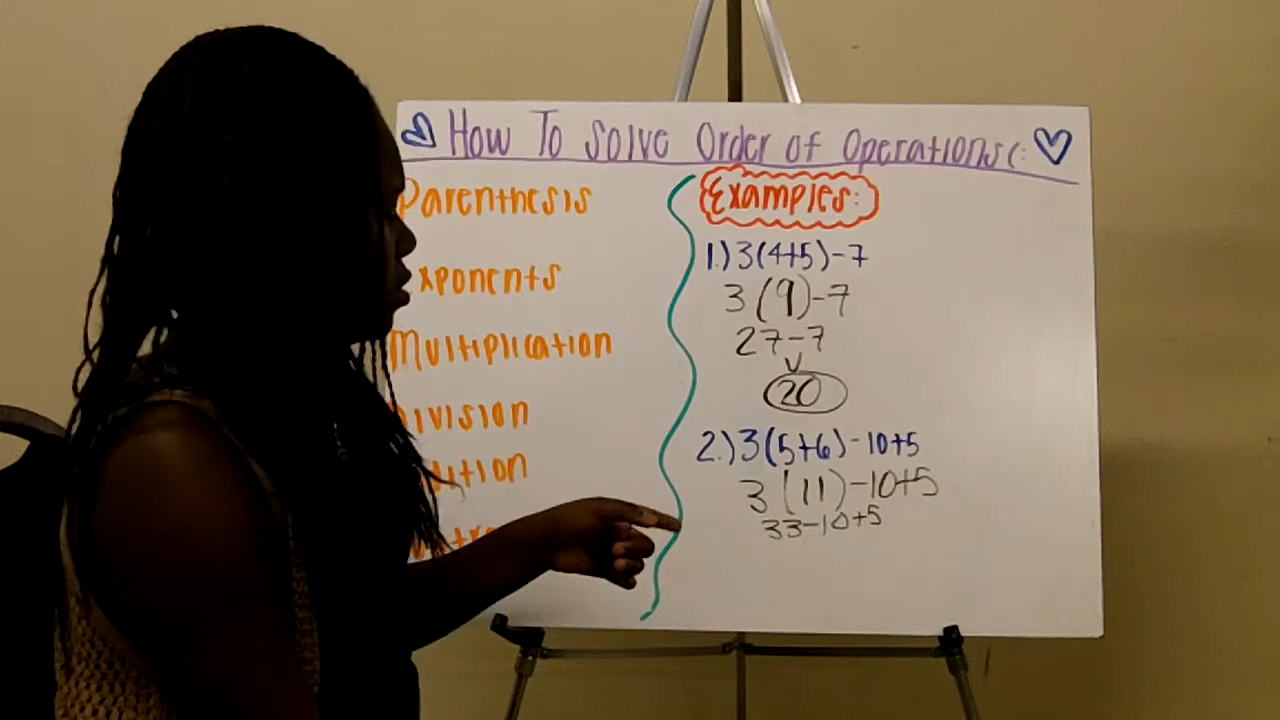 How To Solve Order of Operations(:
Parenthesis
xponents
Multiplication
ivision
ition
Examples:
1.) 3(4+5)-7
3(9)-7
27-7
20
2.) 3(5+6)-10+5
3(11)-10+5
33-10+5